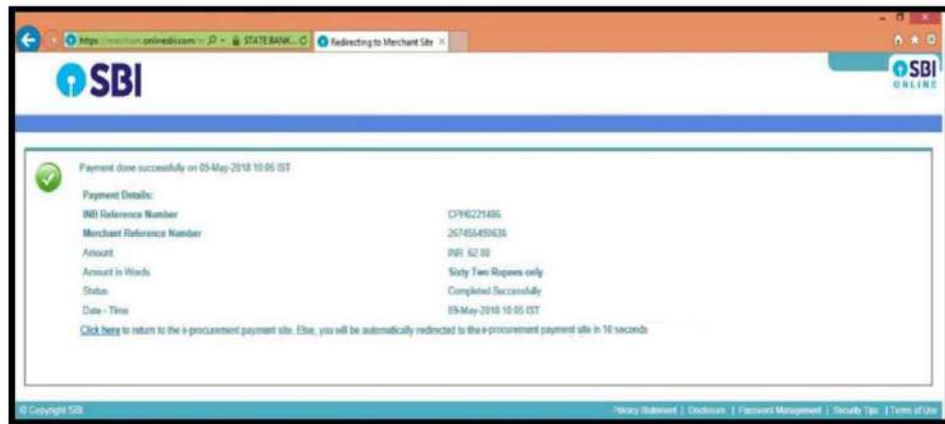 https://merchant.onlinesbi.com/ STATE BANK... Redirecting to Merchant Site
SBI
SBI
ONLINE
Payment done successfully on 09-May-2018 10:05 IST
Payment Details:
INB Reference Number CPH0221486
Merchant Reference Number
Amount INR 62.00
Amount in Words Sixty Two Rupees only
Status Completed Successfully
Date - Time 09-May-2018 10:05 IST
Click here to return to the e-procurement payment site. Else, you will be automatically redirected to the e-procurement payment site in 10 seconds
© Copyright SBI Privacy Statement | Disclosure | Password Management | Security Tips | Terms of Use